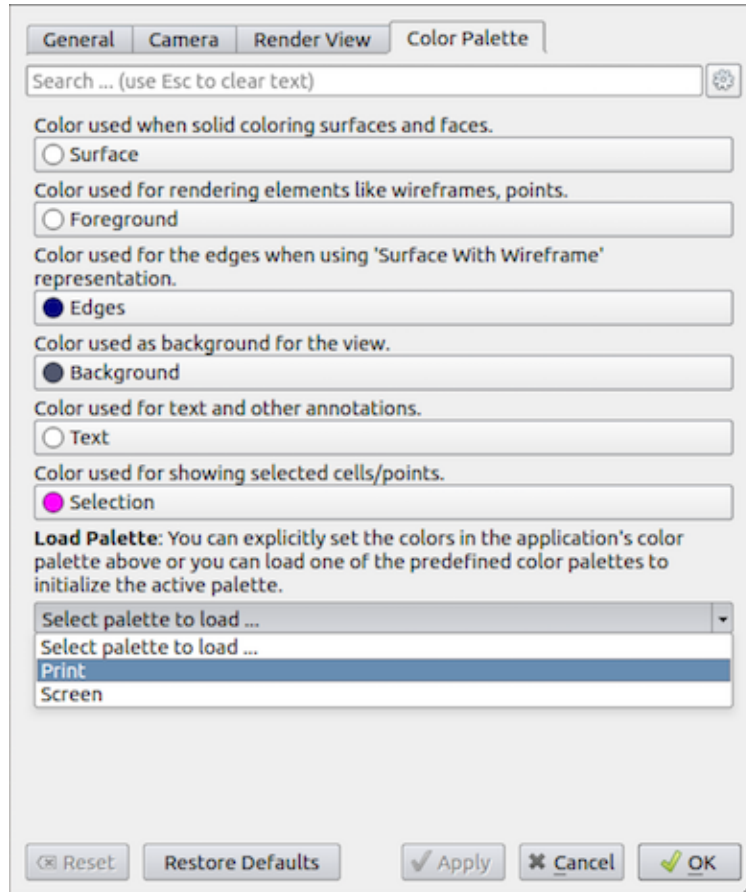 General Camera Render View Color Palette
Search ... (use Esc to clear text)
Color used when solid coloring surfaces and faces.
Surface
Color used for rendering elements like wireframes, points.
Foreground
Color used for the edges when using 'Surface With Wireframe'
representation.
Edges
Color used as background for the view.
Background
Color used for text and other annotations.
Text
Color used for showing selected cells/points.
Selection
Load Palette: You can explicitly set the colors in the application's color
palette above or you can load one of the predefined color palettes to
initialize the active palette.
Select palette to load ...
Select palette to load ...
Print
Screen
Reset Restore Defaults Apply Cancel OK